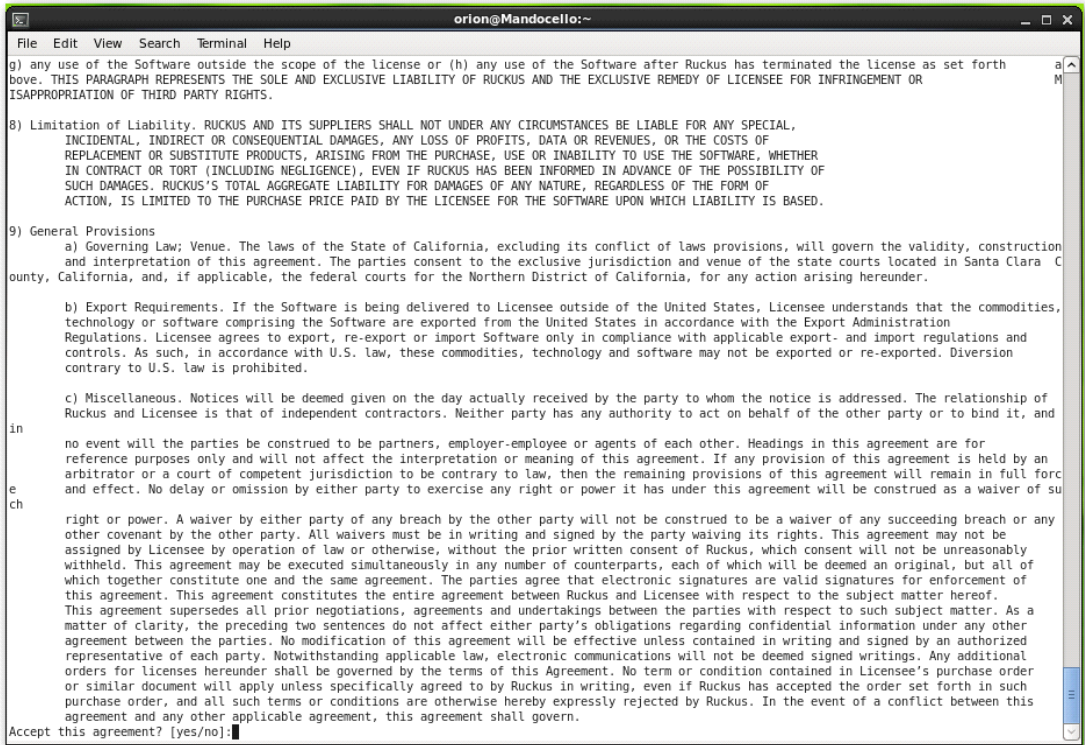 orion@Mandocello:~
File Edit View Search Terminal Help
g) any use of the Software outside the scope of the license or (h) any use of the Software after Ruckus has terminated the license as set forth a
bove. THIS PARAGRAPH REPRESENTS THE SOLE AND EXCLUSIVE LIABILITY OF RUCKUS AND THE EXCLUSIVE REMEDY OF LICENSEE FOR INFRINGEMENT OR M
ISAPPROPRIATION OF THIRD PARTY RIGHTS.
8) Limitation of Liability. RUCKUS AND ITS SUPPLIERS SHALL NOT UNDER ANY CIRCUMSTANCES BE LIABLE FOR ANY SPECIAL,
INCIDENTAL, INDIRECT OR CONSEQUENTIAL DAMAGES, ANY LOSS OF PROFITS, DATA OR REVENUES, OR THE COSTS OF
REPLACEMENT OR SUBSTITUTE PRODUCTS, ARISING FROM THE PURCHASE, USE OR INABILITY TO USE THE SOFTWARE, WHETHER
IN CONTRACT OR TORT (INCLUDING NEGLIGENCE), EVEN IF RUCKUS HAS BEEN INFORMED IN ADVANCE OF THE POSSIBILITY OF
SUCH DAMAGES. RUCKUS'S TOTAL AGGREGATE LIABILITY FOR DAMAGES OF ANY NATURE, REGARDLESS OF THE FORM OF
ACTION, IS LIMITED TO THE PURCHASE PRICE PAID BY THE LICENSEE FOR THE SOFTWARE UPON WHICH LIABILITY IS BASED.
9) General Provisions
a) Governing Law; Venue. The laws of the State of California, excluding its conflict of laws provisions, will govern the validity, construction
and interpretation of this agreement. The parties consent to the exclusive jurisdiction and venue of the state courts located in Santa Clara C
ounty, California, and, if applicable, the federal courts for the Northern District of California, for any action arising hereunder.
b) Export Requirements. If the Software is being delivered to Licensee outside of the United States, Licensee understands that the commodities,
technology or software comprising the Software are exported from the United States in accordance with the Export Administration
Regulations. Licensee agrees to export, re-export or import Software only in compliance with applicable export- and import regulations and
controls. As such, in accordance with U.S. law, these commodities, technology and software may not be exported or re-exported. Diversion
contrary to U.S. law is prohibited.
c) Miscellaneous. Notices will be deemed given on the day actually received by the party to whom the notice is addressed. The relationship of
Ruckus and Licensee is that of independent contractors. Neither party has any authority to act on behalf of the other party or to bind it, and
in
no event will the parties be construed to be partners, employer-employee or agents of each other. Headings in this agreement are for
reference purposes only and will not affect the interpretation or meaning of this agreement. If any provision of this agreement is held by an
arbitrator or a court of competent jurisdiction to be contrary to law, then the remaining provisions of this agreement will remain in full forc
e and effect. No delay or omission by either party to exercise any right or power it has under this agreement will be construed as a waiver of su
ch
right or power. A waiver by either party of any breach by the other party will not be construed to be a waiver of any succeeding breach or any
other covenant by the other party. All waivers must be in writing and signed by the party waiving its rights. This agreement may not be
assigned by Licensee by operation of law or otherwise, without the prior written consent of Ruckus, which consent will not be unreasonably
withheld. This agreement may be executed simultaneously in any number of counterparts, each of which will be deemed an original, but all of
which together constitute one and the same agreement. The parties agree that electronic signatures are valid signatures for enforcement of
this agreement. This agreement constitutes the entire agreement between Ruckus and Licensee with respect to the subject matter hereof.
This agreement supersedes all prior negotiations, agreements and undertakings between the parties with respect to such subject matter. As a
matter of clarity, the preceding two sentences do not affect either party's obligations regarding confidential information under any other
agreement between the parties. No modification of this agreement will be effective unless contained in writing and signed by an authorized
representative of each party. Notwithstanding applicable law, electronic communications will not be deemed signed writings. Any additional
orders for licenses hereunder shall be governed by the terms of this Agreement. No term or condition contained in Licensee's purchase order
or similar document will apply unless specifically agreed to by Ruckus in writing, even if Ruckus has accepted the order set forth in such
purchase order, and all such terms or conditions are otherwise hereby expressly rejected by Ruckus. In the event of a conflict between this
agreement and any other applicable agreement, this agreement shall govern.
Accept this agreement? [yes/no]: